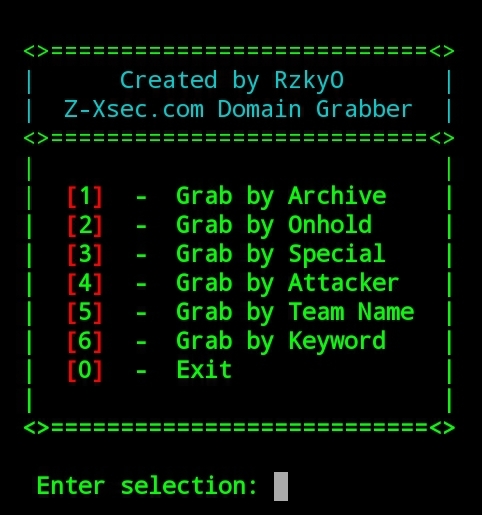 <>===========================<>
| Created by RzkyO |
| Z-Xsec.com Domain Grabber |
<>===========================<>
| |
| [1] - Grab by Archive |
| [2] - Grab by Onhold |
| [3] - Grab by Special |
| [4] - Grab by Attacker |
| [5] - Grab by Team Name |
| [6] - Grab by Keyword |
| [0] - Exit |
| |
<>===========================<>
Enter selection: